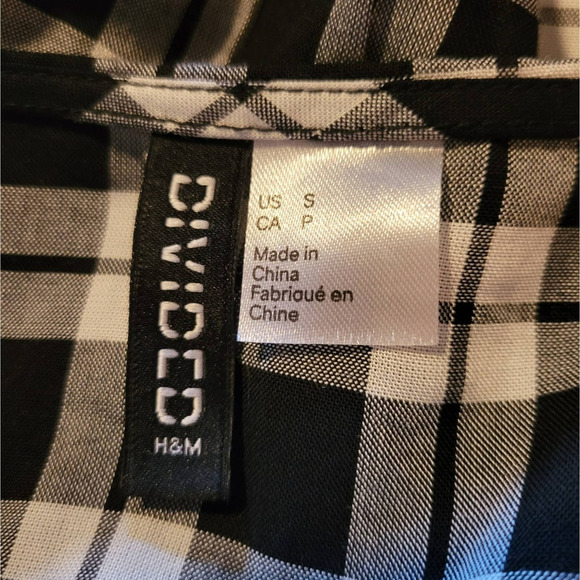 DIVIDED
H&M
US S
CA P
Made in
China
Fabriqué en
Chine